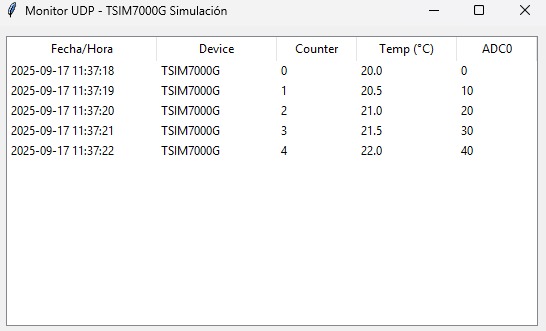 Monitor UDP - TSIM7000G Simulación
Fecha/Hora Device Counter Temp (°C) ADC0
2025-09-17 11:37:18 TSIM7000G 0 20.0 0
2025-09-17 11:37:19 TSIM7000G 1 20.5 10
2025-09-17 11:37:20 TSIM7000G 2 21.0 20
2025-09-17 11:37:21 TSIM7000G 3 21.5 30
2025-09-17 11:37:22 TSIM7000G 4 22.0 40